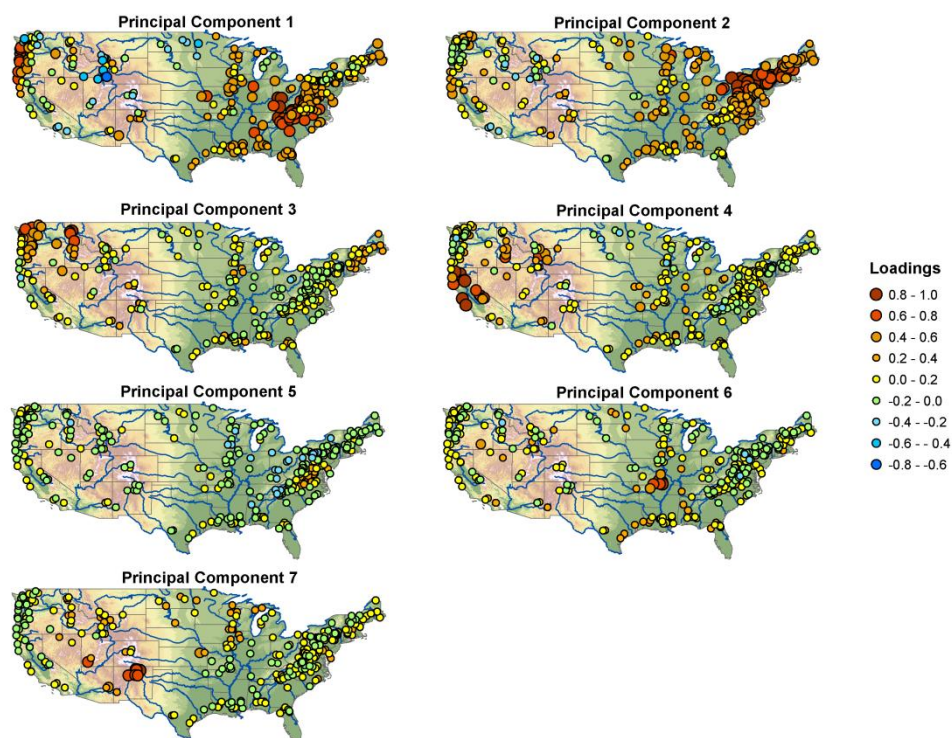 Principal Component 1
Principal Component 2
Principal Component 3
Principal Component 4
Principal Component 5
Principal Component 6
Principal Component 7
Loadings
0.8 - 1.0
0.6 - 0.8
0.4 - 0.6
0.2 - 0.4
0.0 - 0.2
-0.2 - 0.0
-0.4 - -0.2
-0.6 - -0.4
-0.8 - -0.6